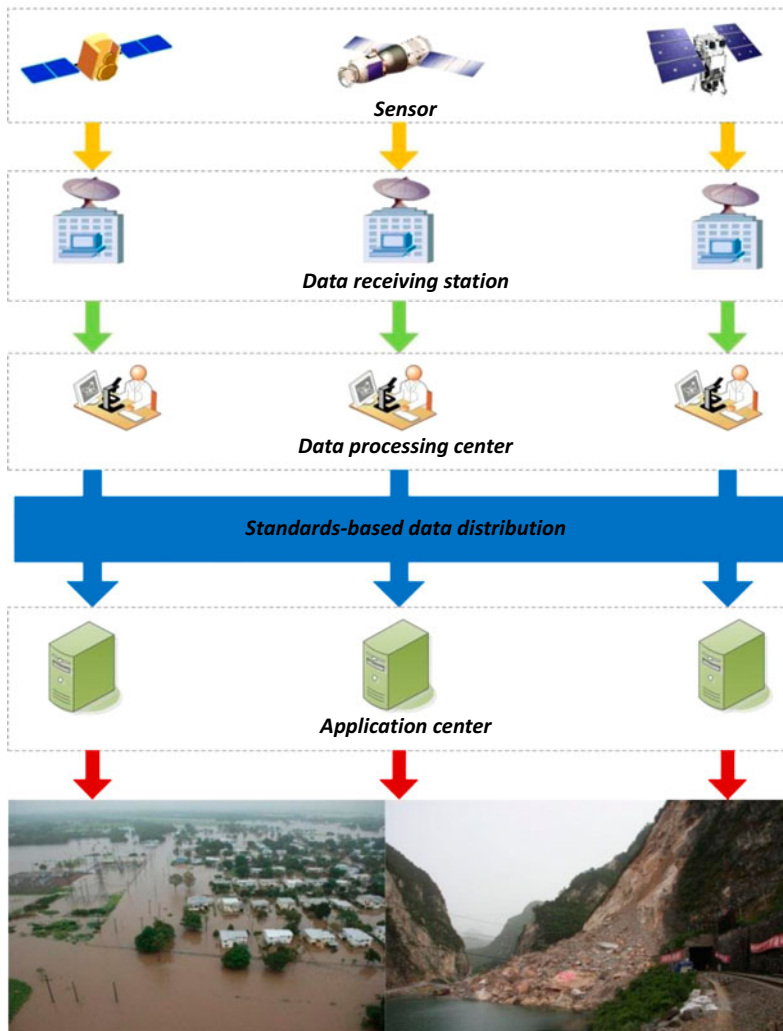 Sensor
Data receiving station
Data processing center
Standards-based data distribution
Application center